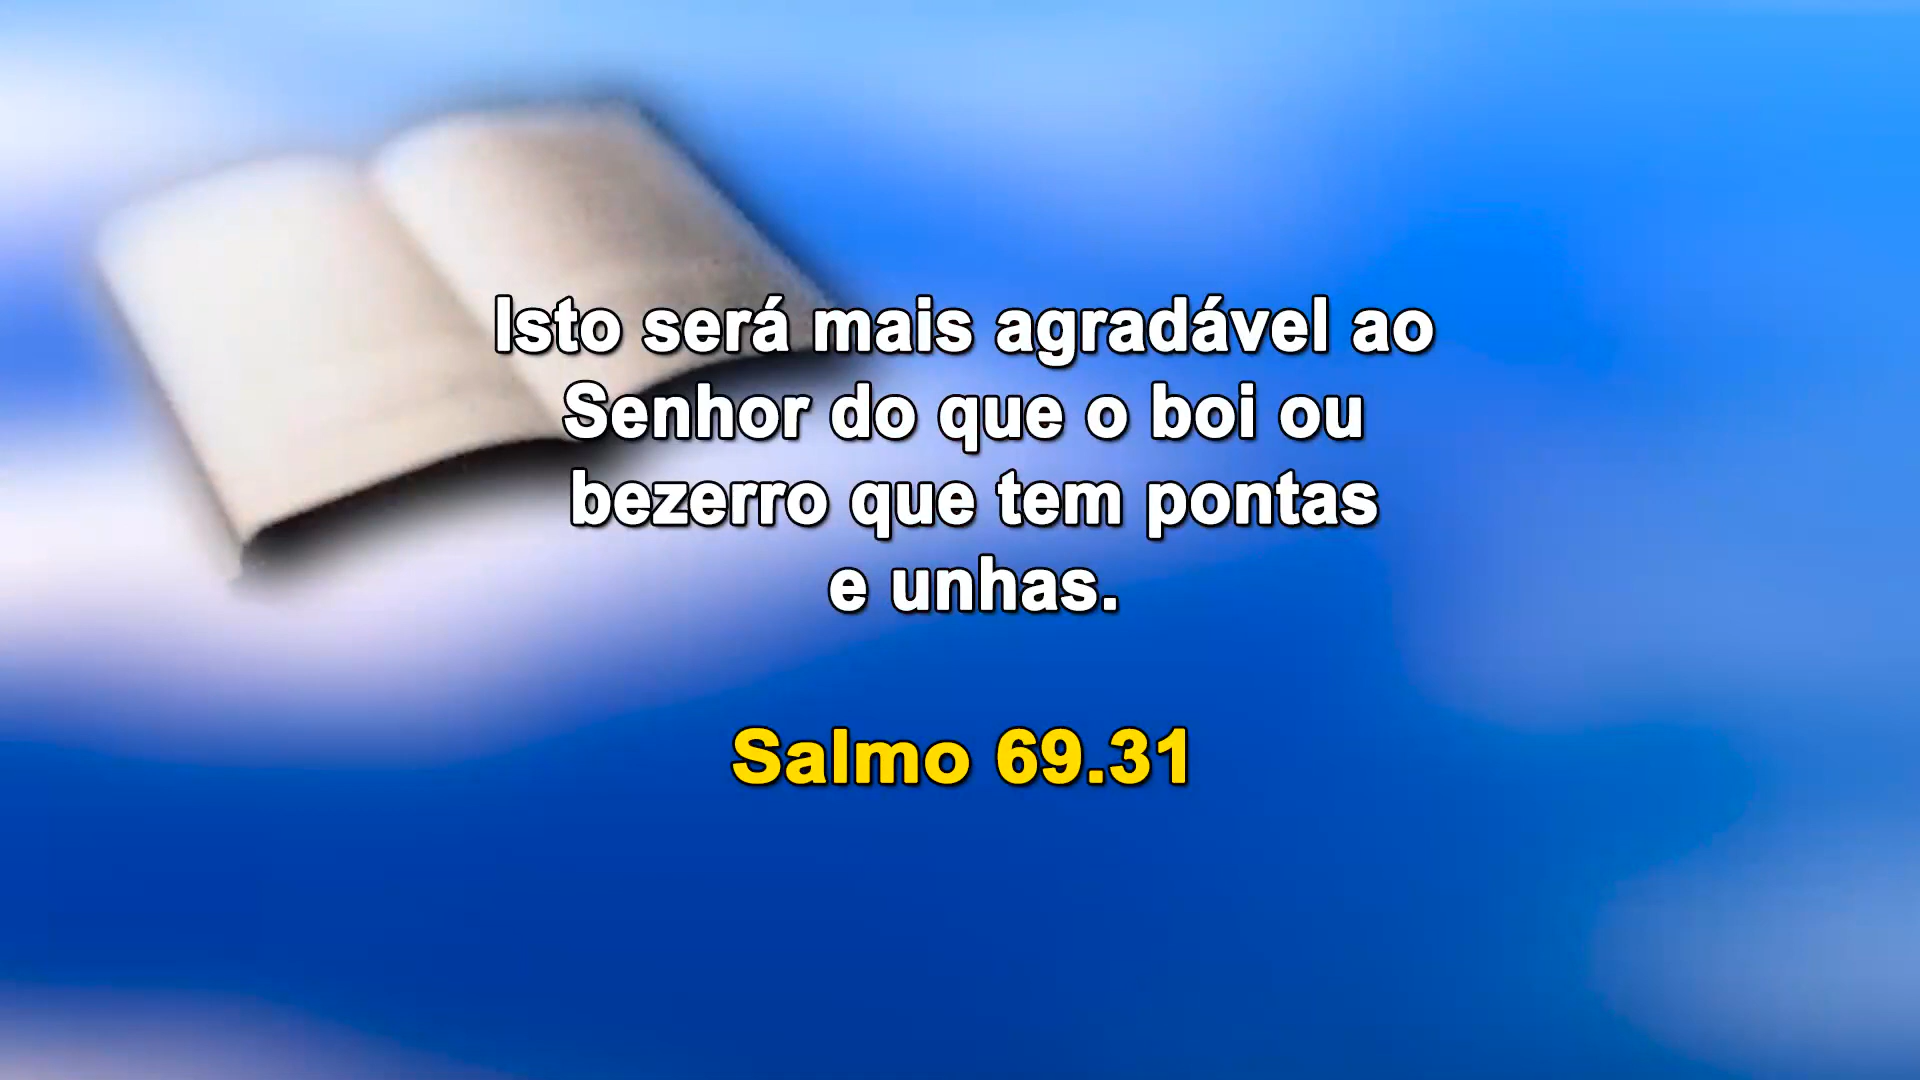 Isto será mais agradável ao
Senhor do que o boi ou
bezerro que tem pontas
e unhas.
Salmo 69.31